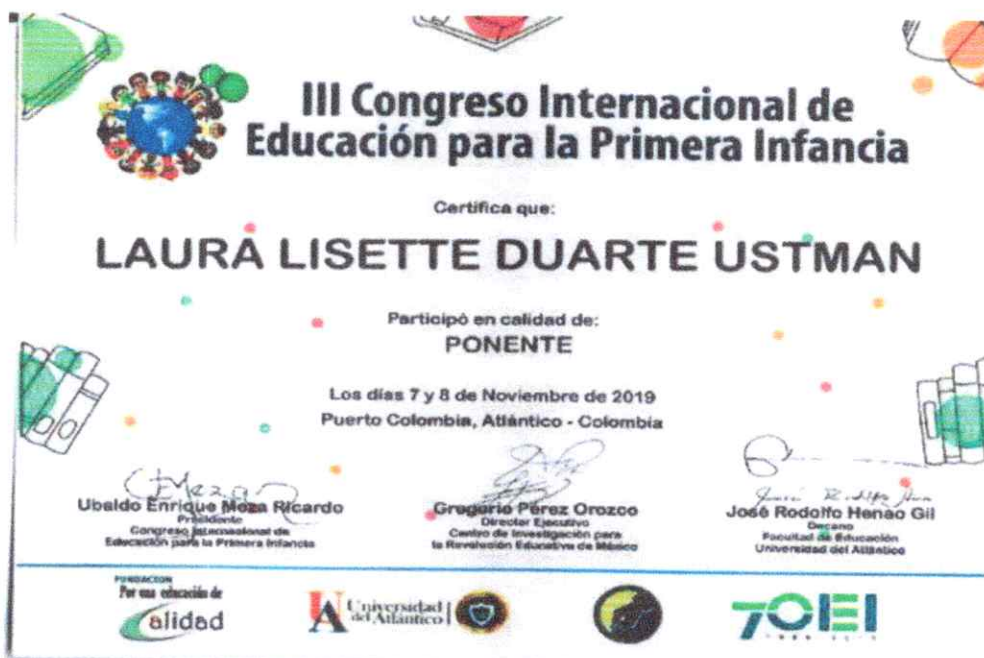 III Congreso Internacional de
Educación para la Primera Infancia
Certifica que:
LAURA LISETTE DUARTE USTMAN
Participó en calidad de:
PONENTE
Los días 7 y 8 de Noviembre de 2019
Puerto Colombia, Atlántico - Colombia
Ubaldo Enrique Meza Ricardo
Presidente
Congreso Internacional de
Educación para la Primera Infancia
Gregorio Pérez Orozco
Director Ejecutivo
Centro de Investigación para
la Revolución Educativa de México
José Rodolfo Henao Gil
Decano
Facultad de Educación
Universidad del Atlántico
FUNDACION
Por una educación de
Calidad
Universidad
del Atlántico
70EI